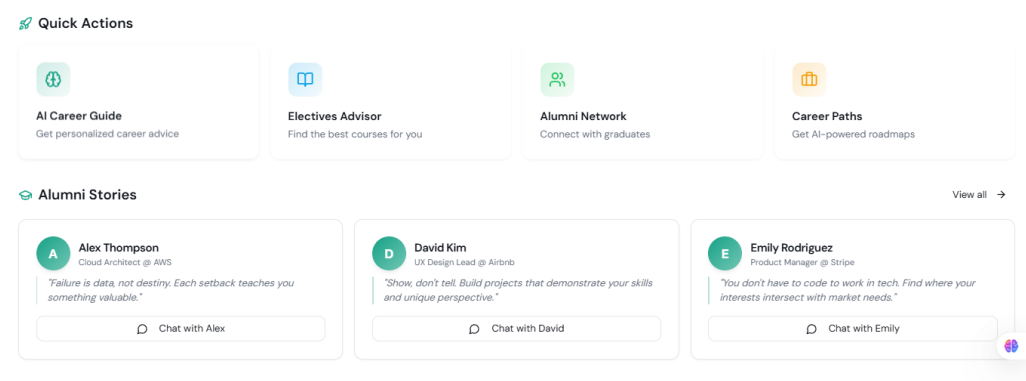 Quick Actions
AI Career Guide
Get personalized career advice
Electives Advisor
Find the best courses for you
Alumni Network
Connect with graduates
Career Paths
Get AI-powered roadmaps
Alumni Stories
View all
A
Alex Thompson
Cloud Architect @ AWS
"Failure is data, not destiny. Each setback teaches you
something valuable."
Chat with Alex
D
David Kim
UX Design Lead @ Airbnb
"Show, don't tell. Build projects that demonstrate your skills
and unique perspective."
Chat with David
E
Emily Rodriguez
Product Manager @ Stripe
"You don't have to code to work in tech. Find where your
interests intersect with market needs."
Chat with Emily